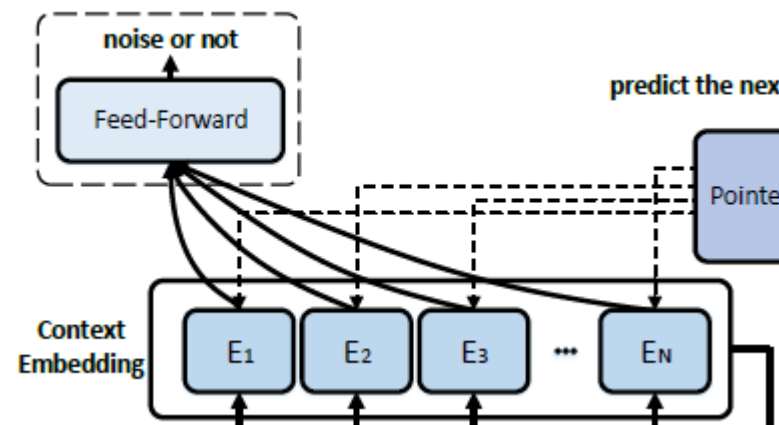 noise or not
Feed-Forward
predict the nex
Pointe
Context
Embedding
E1
E2
E3
...
EN